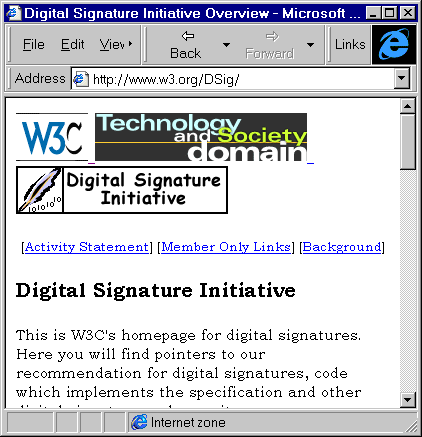 Digital Signature Initiative Overview - Microsoft ...
File Edit View Back Forward Links
Address http://www.w3.org/DSig/
W3C Technology and Society domain
Digital Signature Initiative
[Activity Statement] [Member Only Links] [Background]
Digital Signature Initiative
This is W3C's homepage for digital signatures.
Here you will find pointers to our
recommendation for digital signatures, code
which implements the specification and other
Internet zone